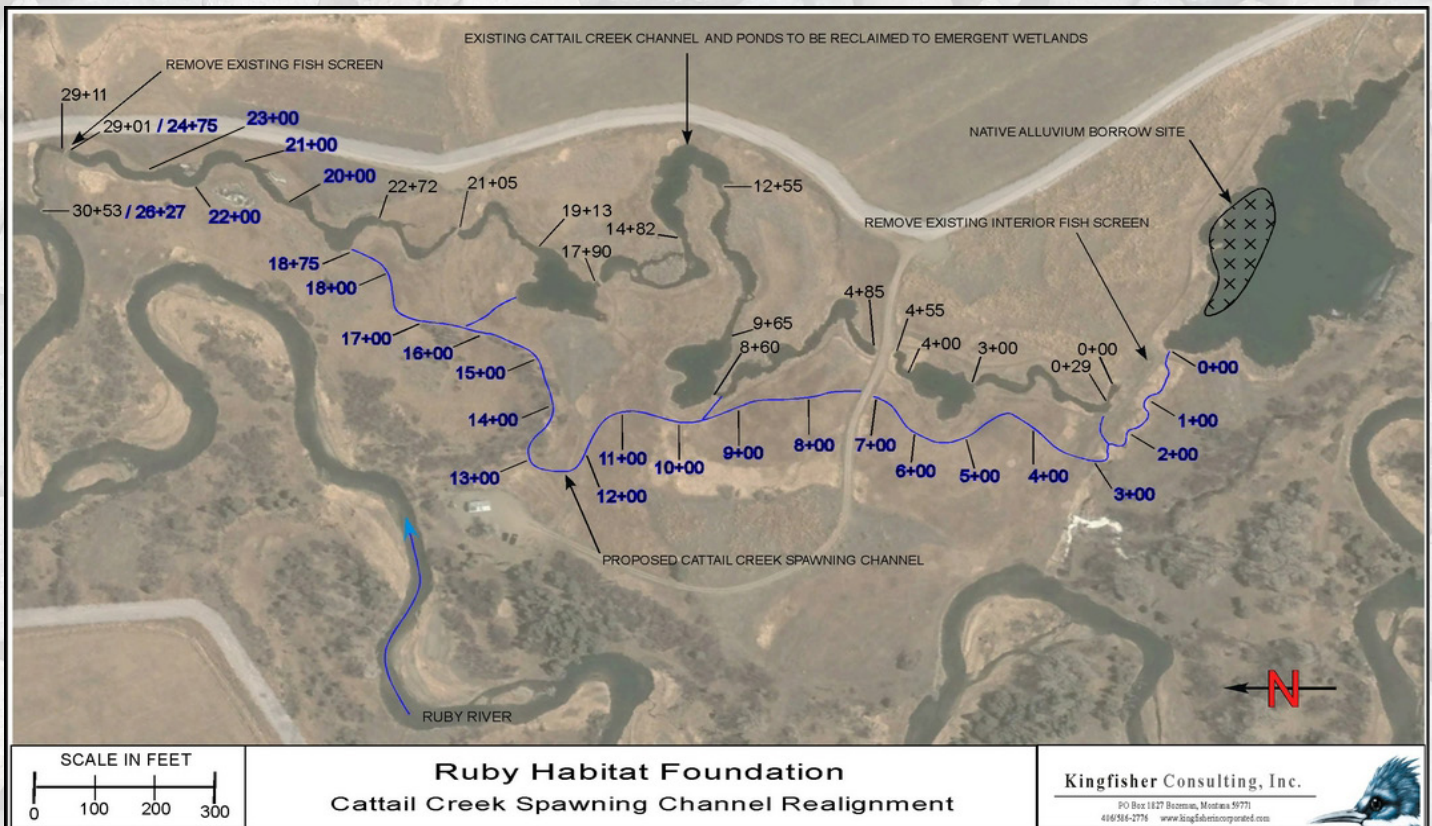 EXISTING CATTAIL CREEK CHANNEL AND PONDS TO BE RECLAIMED TO EMERGENT WETLANDS
REMOVE EXISTING FISH SCREEN
29+11
29+01 / 24+75
23+00
21+00
20+00
22+00
30+53 / 26+27
22+72
21+05
19+13
14+82
17+90
12+55
NATIVE ALLUVIUM BORROW SITE
REMOVE EXISTING INTERIOR FISH SCREEN
18+75
18+00
17+00
16+00
15+00
14+00
13+00
9+65
8+60
4+85
4+55
4+00
3+00
0+00
0+29
0+00
1+00
2+00
3+00
4+00
5+00
6+00
7+00
8+00
9+00
10+00
11+00
12+00
PROPOSED CATTAIL CREEK SPAWNING CHANNEL
RUBY RIVER
N
SCALE IN FEET
0 100 200 300
Ruby Habitat Foundation
Cattail Creek Spawning Channel Realignment
Kingfisher Consulting, Inc.
PO Box 1827 Bozeman, Montana 59771
406/586-2776 www.kingfisherincorporated.com